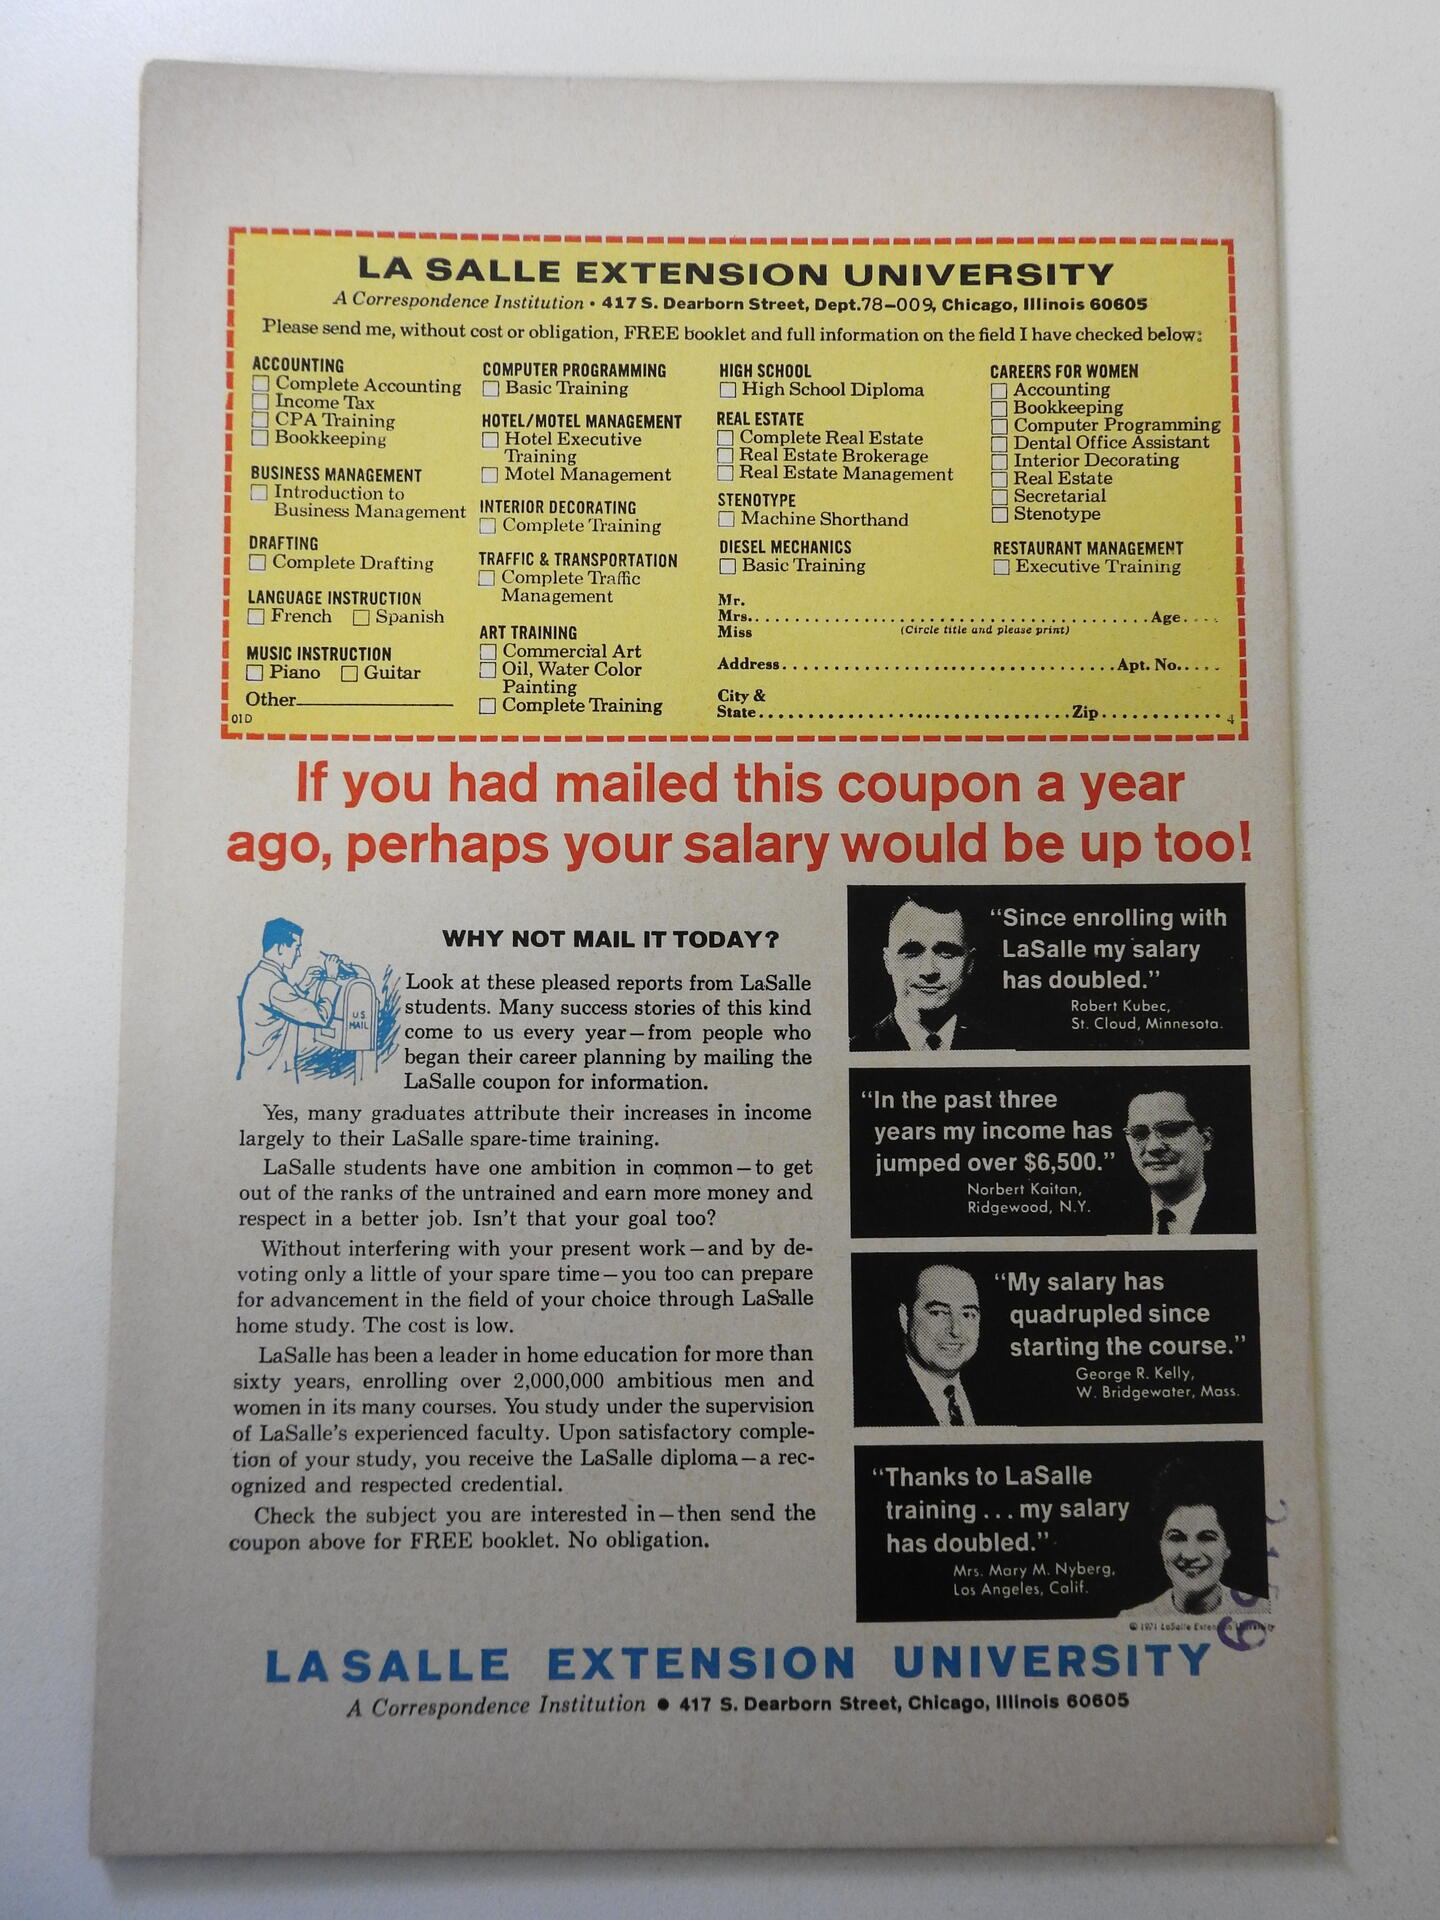 LA SALLE EXTENSION UNIVERSITY
A Correspondence Institution • 417 S. Dearborn Street, Dept.78-009, Chicago, Illinois 60605
Please send me, without cost or obligation, FREE booklet and full information on the field I have checked below:
ACCOUNTING
Complete Accounting
Income Tax
CPA Training
Bookkeeping
BUSINESS MANAGEMENT
Introduction to
Business Management
DRAFTING
Complete Drafting
LANGUAGE INSTRUCTION
French Spanish
MUSIC INSTRUCTION
Piano Guitar
Other
01D
COMPUTER PROGRAMMING
Basic Training
HOTEL/MOTEL MANAGEMENT
Hotel Executive
Training
Motel Management
INTERIOR DECORATING
Complete Training
TRAFFIC & TRANSPORTATION
Complete Traffic
Management
ART TRAINING
Commercial Art
Oil, Water Color
Painting
Complete Training
HIGH SCHOOL
High School Diploma
REAL ESTATE
Complete Real Estate
Real Estate Brokerage
Real Estate Management
STENOTYPE
Machine Shorthand
DIESEL MECHANICS
Basic Training
CAREERS FOR WOMEN
Accounting
Bookkeeping
Computer Programming
Dental Office Assistant
Interior Decorating
Real Estate
Secretarial
Stenotype
RESTAURANT MANAGEMENT
Executive Training
Mr.
Mrs. Age
Miss (Circle title and please print)
Address Apt. No.
City &
State Zip 4
If you had mailed this coupon a year
ago, perhaps your salary would be up too!
U.S.
MAIL
WHY NOT MAIL IT TODAY?
Look at these pleased reports from LaSalle
students. Many success stories of this kind
come to us every year—from people who
began their career planning by mailing the
LaSalle coupon for information.
Yes, many graduates attribute their increases in income
largely to their LaSalle spare-time training.
LaSalle students have one ambition in common—to get
out of the ranks of the untrained and earn more money and
respect in a better job. Isn't that your goal too?
Without interfering with your present work—and by de-
voting only a little of your spare time—you too can prepare
for advancement in the field of your choice through LaSalle
home study. The cost is low.
LaSalle has been a leader in home education for more than
sixty years, enrolling over 2,000,000 ambitious men and
women in its many courses. You study under the supervision
of LaSalle's experienced faculty. Upon satisfactory comple-
tion of your study, you receive the LaSalle diploma—a rec-
ognized and respected credential.
Check the subject you are interested in—then send the
coupon above for FREE booklet. No obligation.
"Since enrolling with
LaSalle my salary
has doubled."
Robert Kubec,
St. Cloud, Minnesota.
"In the past three
years my income has
jumped over $6,500."
Norbert Kaitan,
Ridgewood, N.Y.
"My salary has
quadrupled since
starting the course."
George R. Kelly,
W. Bridgewater, Mass.
"Thanks to LaSalle
training . . . my salary
has doubled."
Mrs. Mary M. Nyberg,
Los Angeles, Calif.
© 1971 LaSalle Extension University
LASALLE EXTENSION UNIVERSITY
A Correspondence Institution • 417 S. Dearborn Street, Chicago, Illinois 60605